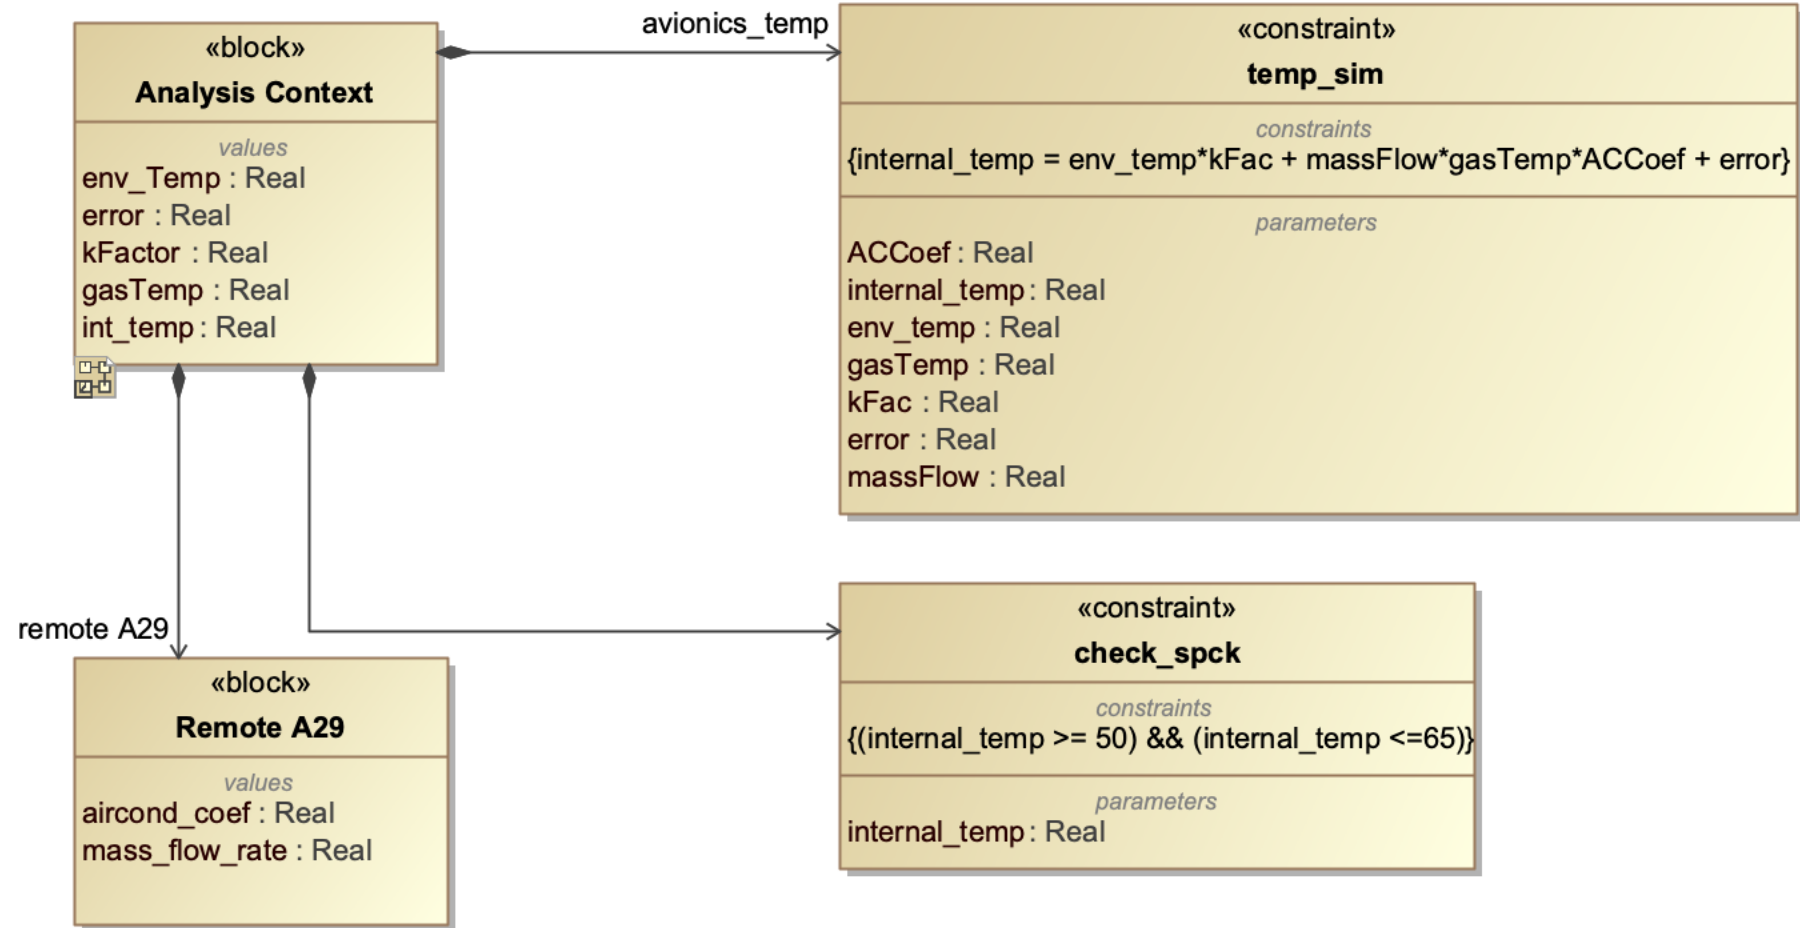 «block»
Analysis Context
values
env_Temp : Real
error : Real
kFactor : Real
gasTemp : Real
int_temp : Real
avionics_temp
«constraint»
temp_sim
constraints
{internal_temp = env_temp*kFac + massFlow*gasTemp*ACCoef + error}
parameters
ACCoef : Real
internal_temp : Real
env_temp : Real
gasTemp : Real
kFac : Real
error : Real
massFlow : Real
remote A29
«block»
Remote A29
values
aircond_coef : Real
mass_flow_rate : Real
«constraint»
check_spck
constraints
{(internal_temp >= 50) && (internal_temp <=65)}
parameters
internal_temp : Real